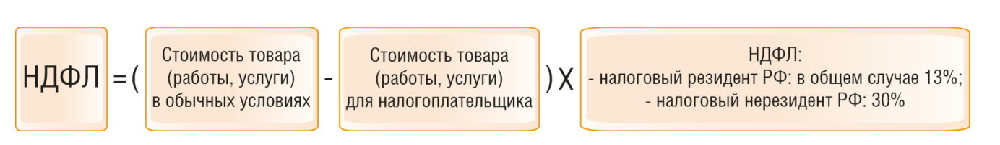 НДФЛ = ( Стоимость товара (работы, услуги) в обычных условиях - Стоимость товара (работы, услуги) для налогоплательщика ) X НДФЛ:
- налоговый резидент РФ: в общем случае 13%;
- налоговый нерезидент РФ: 30%